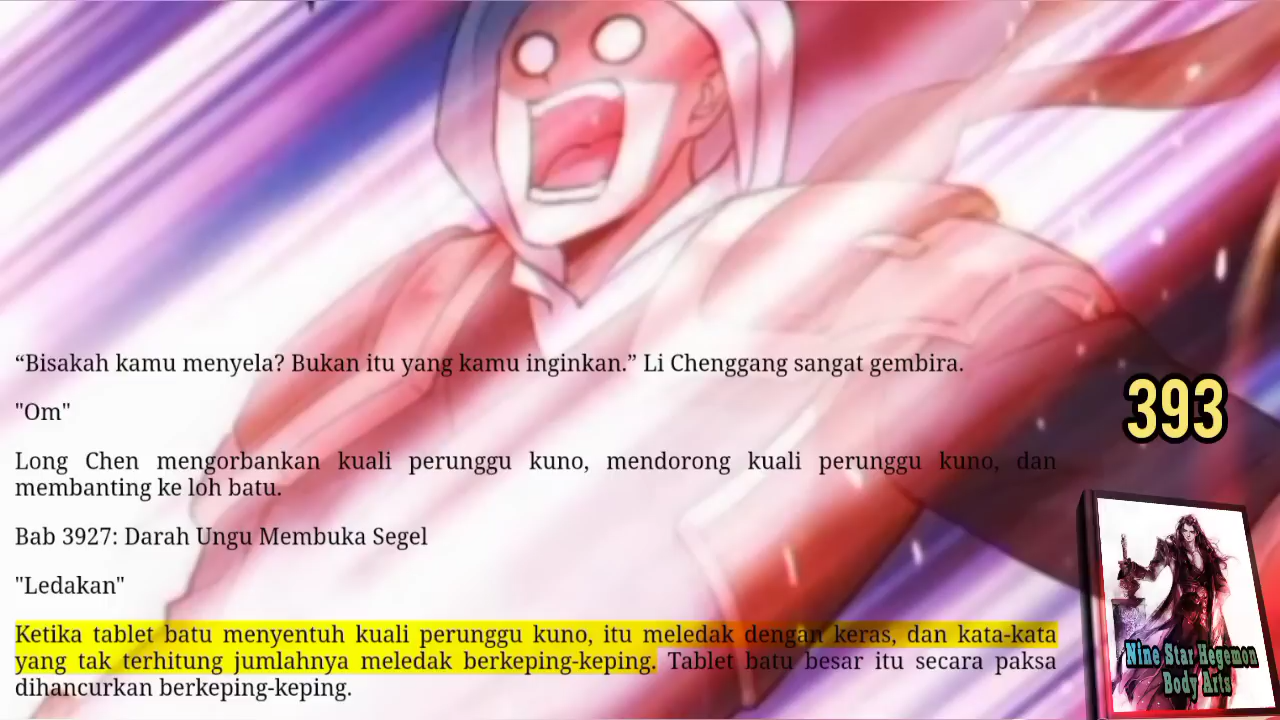 “Bisakah kamu menyela? Bukan itu yang kamu inginkan.” Li Chenggang sangat gembira.
"Om"
Long Chen mengorbankan kuali perunggu kuno, mendorong kuali perunggu kuno, dan
membanting ke loh batu.
Bab 3927: Darah Ungu Membuka Segel
"Ledakan"
Ketika tablet batu menyentuh kuali perunggu kuno, itu meledak dengan keras, dan kata-kata
yang tak terhitung jumlahnya meledak berkeping-keping. Tablet batu besar itu secara paksa
dihancurkan berkeping-keping.
393
Nine Star Hegemon
Body Arts